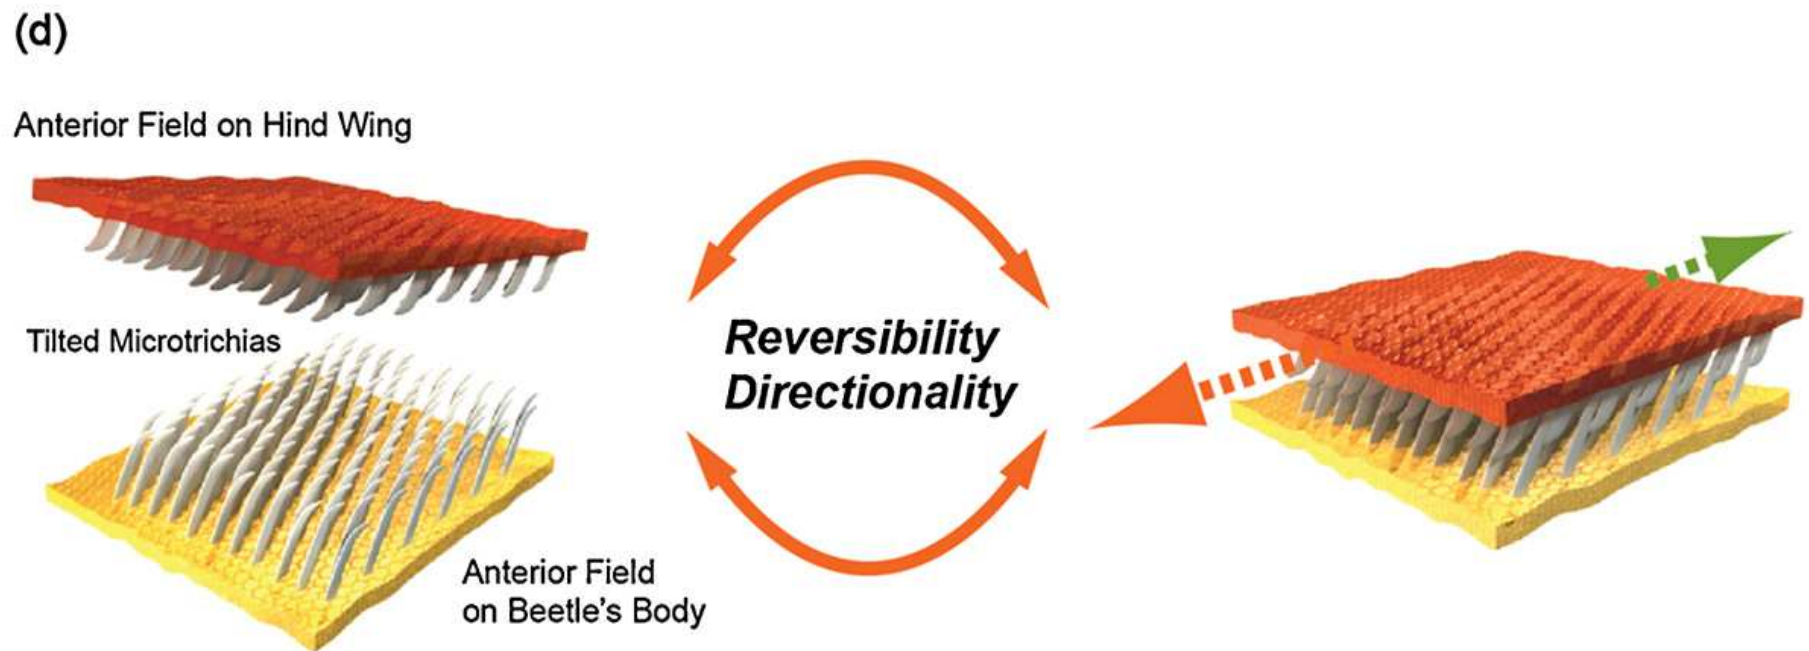 (d)
Anterior Field on Hind Wing
Tilted Microtrichias
Reversibility
Directionality
Anterior Field
on Beetle's Body